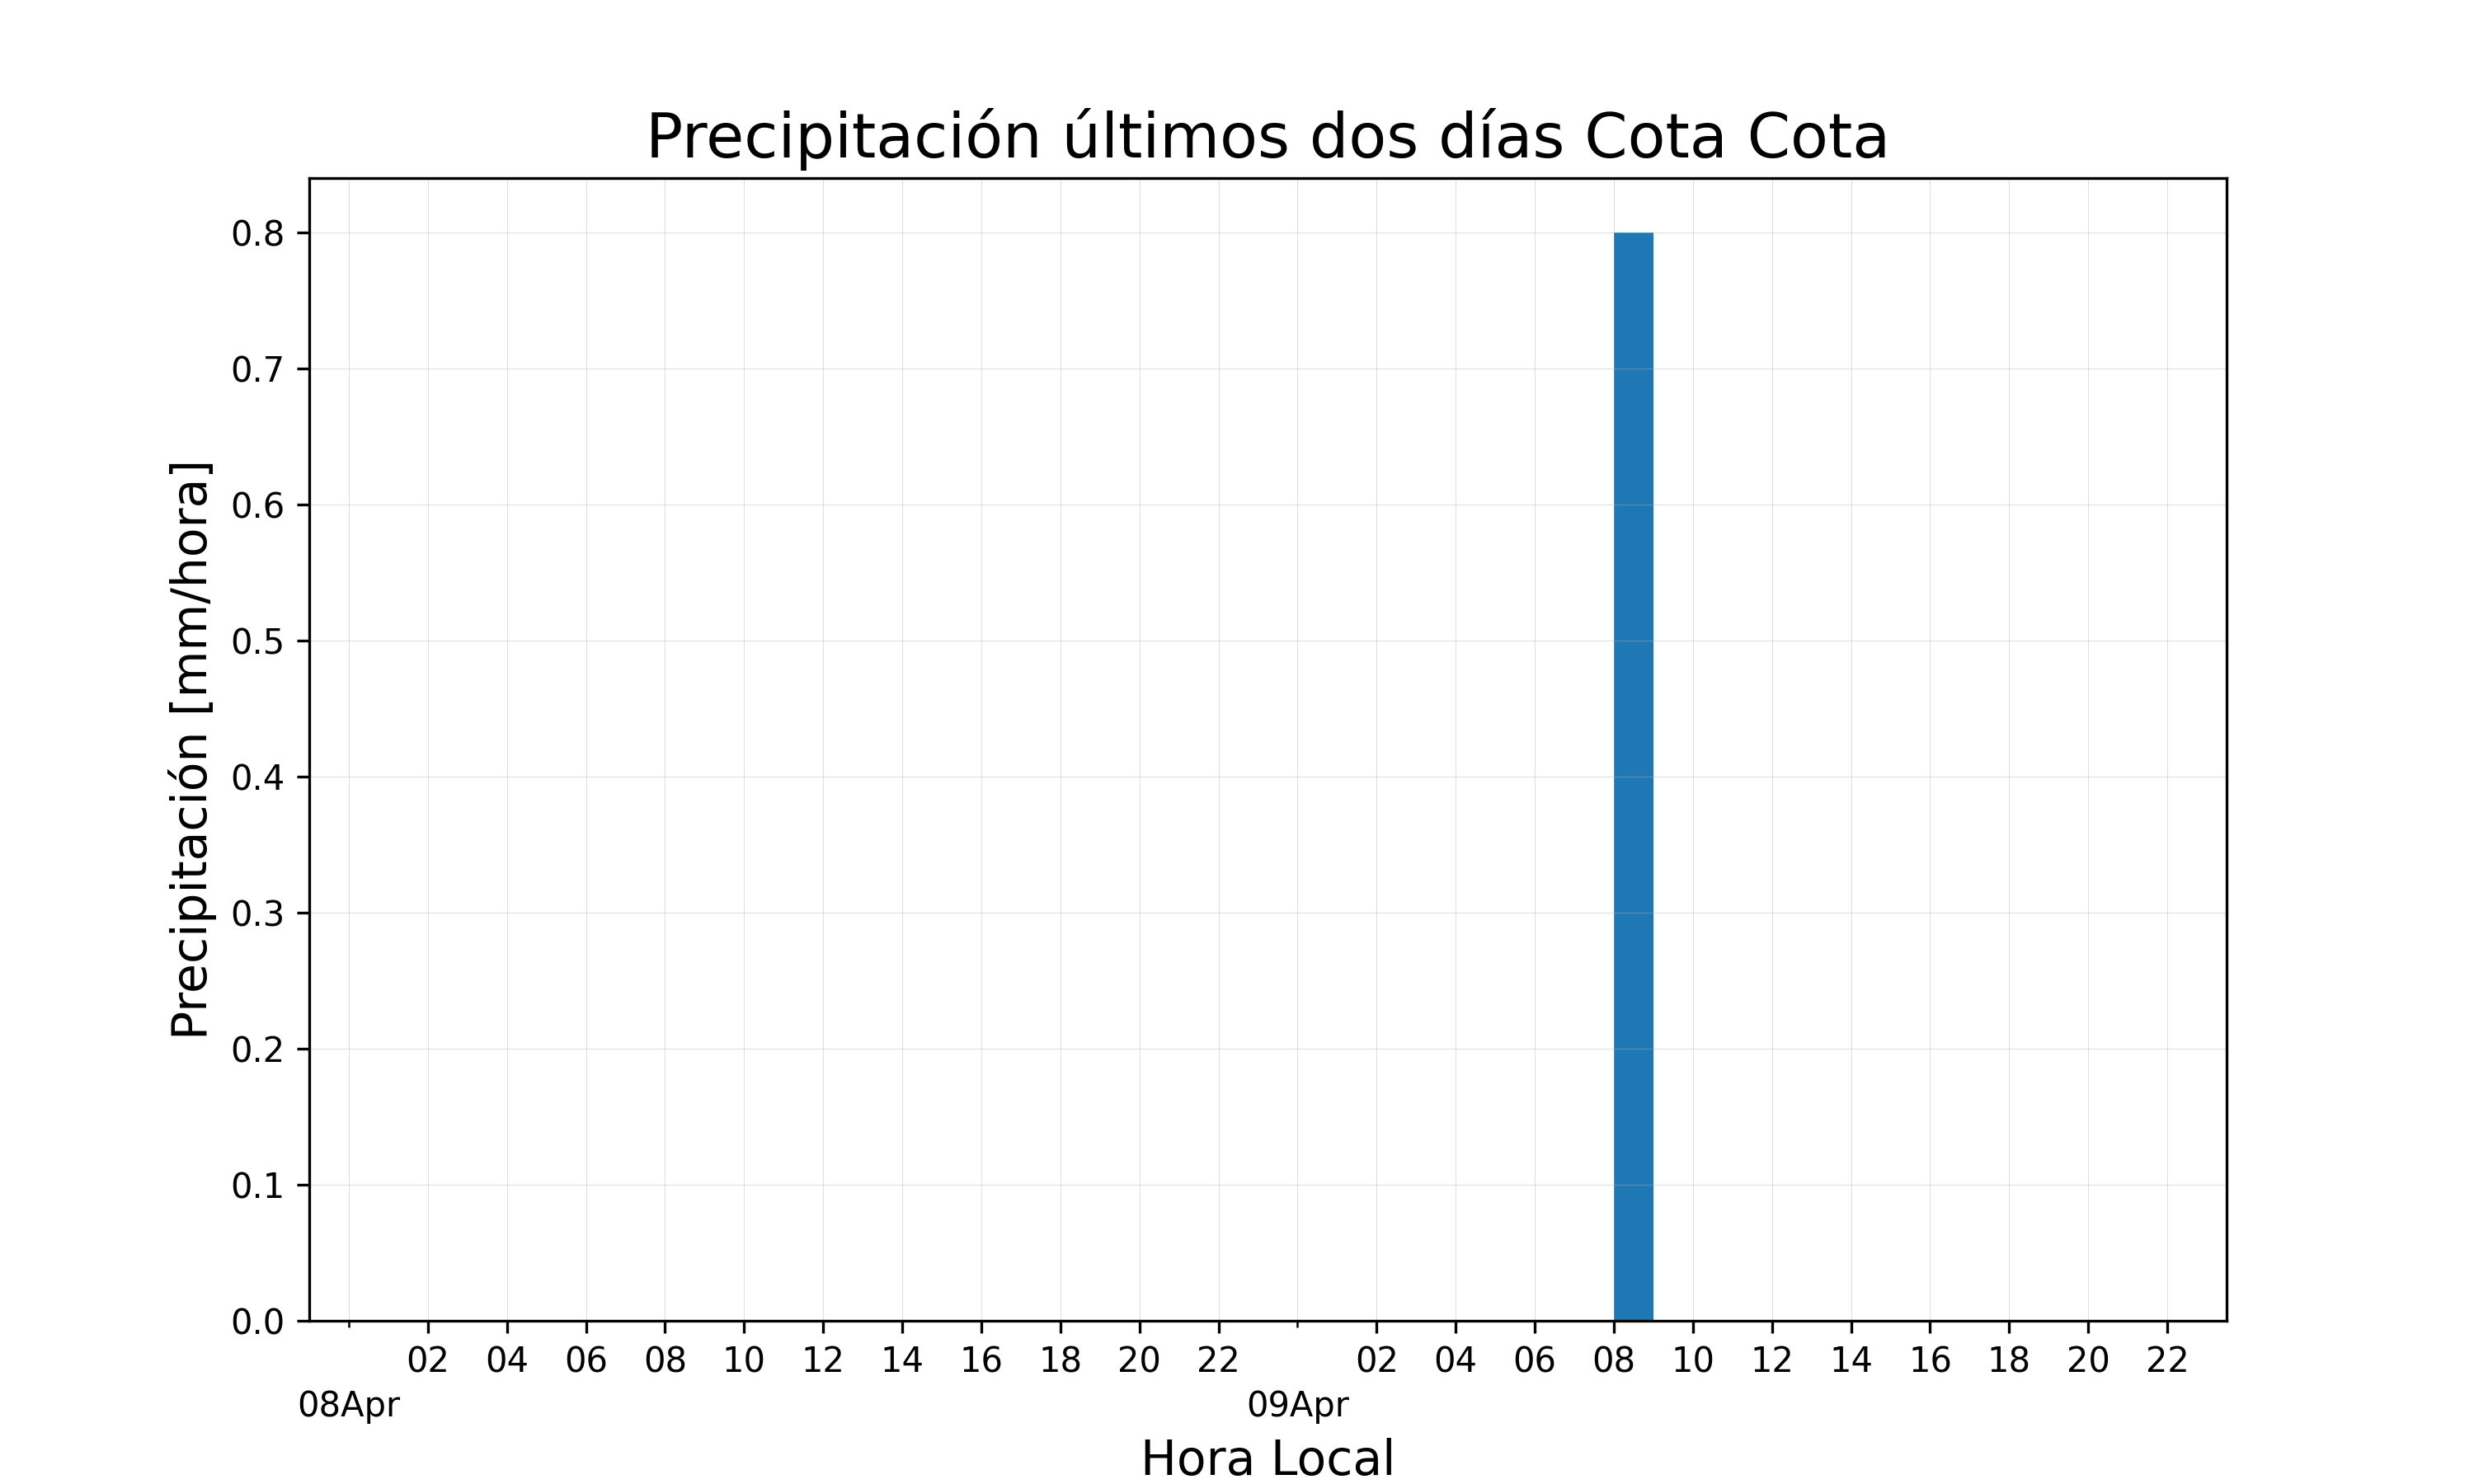 Precipitación últimos dos días Cota Cota
Precipitación [mm/hora]
0.8
0.7
0.6
0.5
0.4
0.3
0.2
0.1
0.0
02 04 06 08 10 12 14 16 18 20 22 02 04 06 08 10 12 14 16 18 20 22
08Apr 09Apr
Hora Local